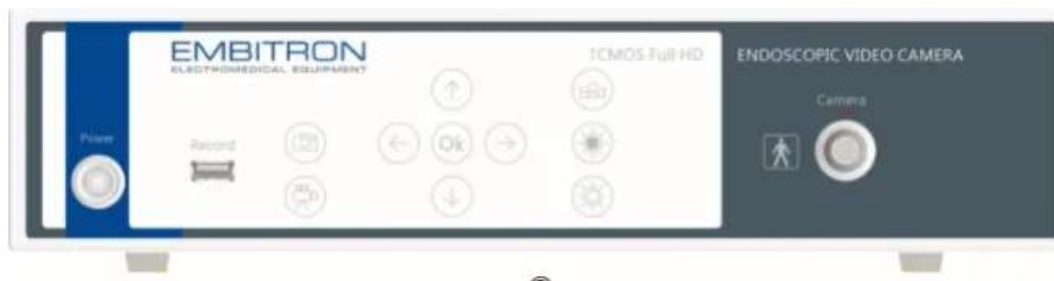 EMBITRON
ELECTROMEDICAL EQUIPMENT
1CMOS Full HD
ENDOSCOPIC VIDEO CAMERA
Camera
Power
Record
Ok